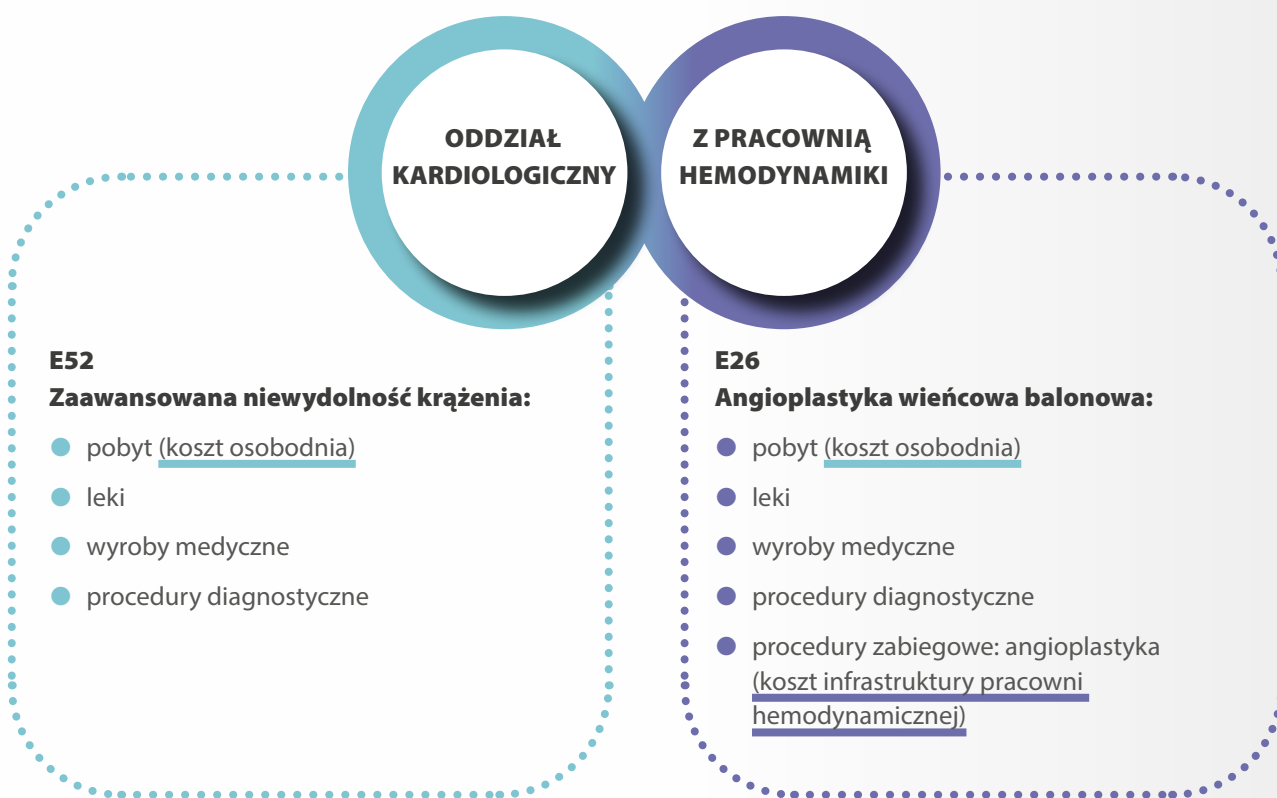 ODDZIAŁ
KARDIOLOGICZNY
Z PRACOWNIĄ
HEMODYNAMIKI
E52
Zaawansowana niewydolność krążenia:
pobyt (koszt osobodnia)
leki
wyroby medyczne
procedury diagnostyczne
E26
Angioplastyka wieńcowa balonowa:
pobyt (koszt osobodnia)
leki
wyroby medyczne
procedury diagnostyczne
procedury zabiegowe: angioplastyka
(koszt infrastruktury pracowni
hemodynamicznej)